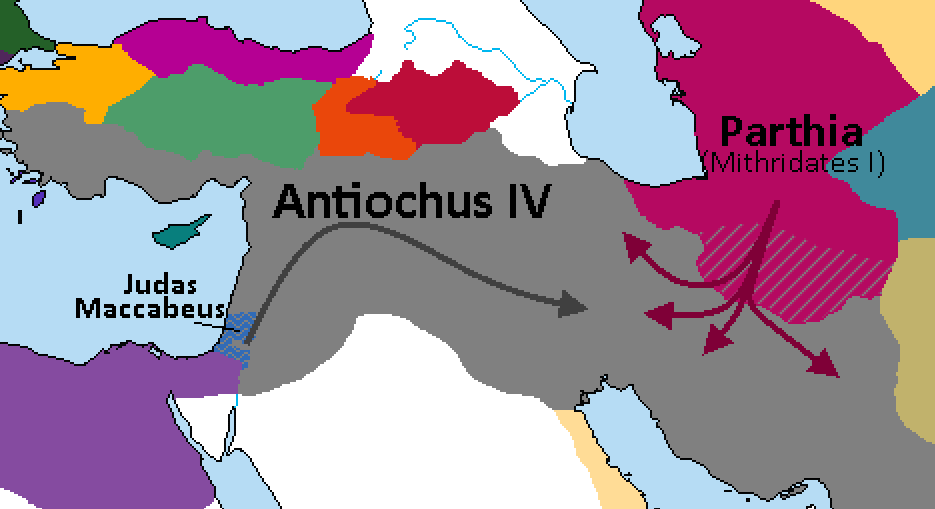 Parthia
(Mithridates I)
Antiochus IV
Judas
Maccabeus